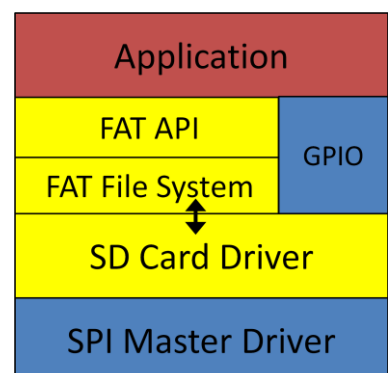 Application
FAT API
GPIO
FAT File System
SD Card Driver
SPI Master Driver